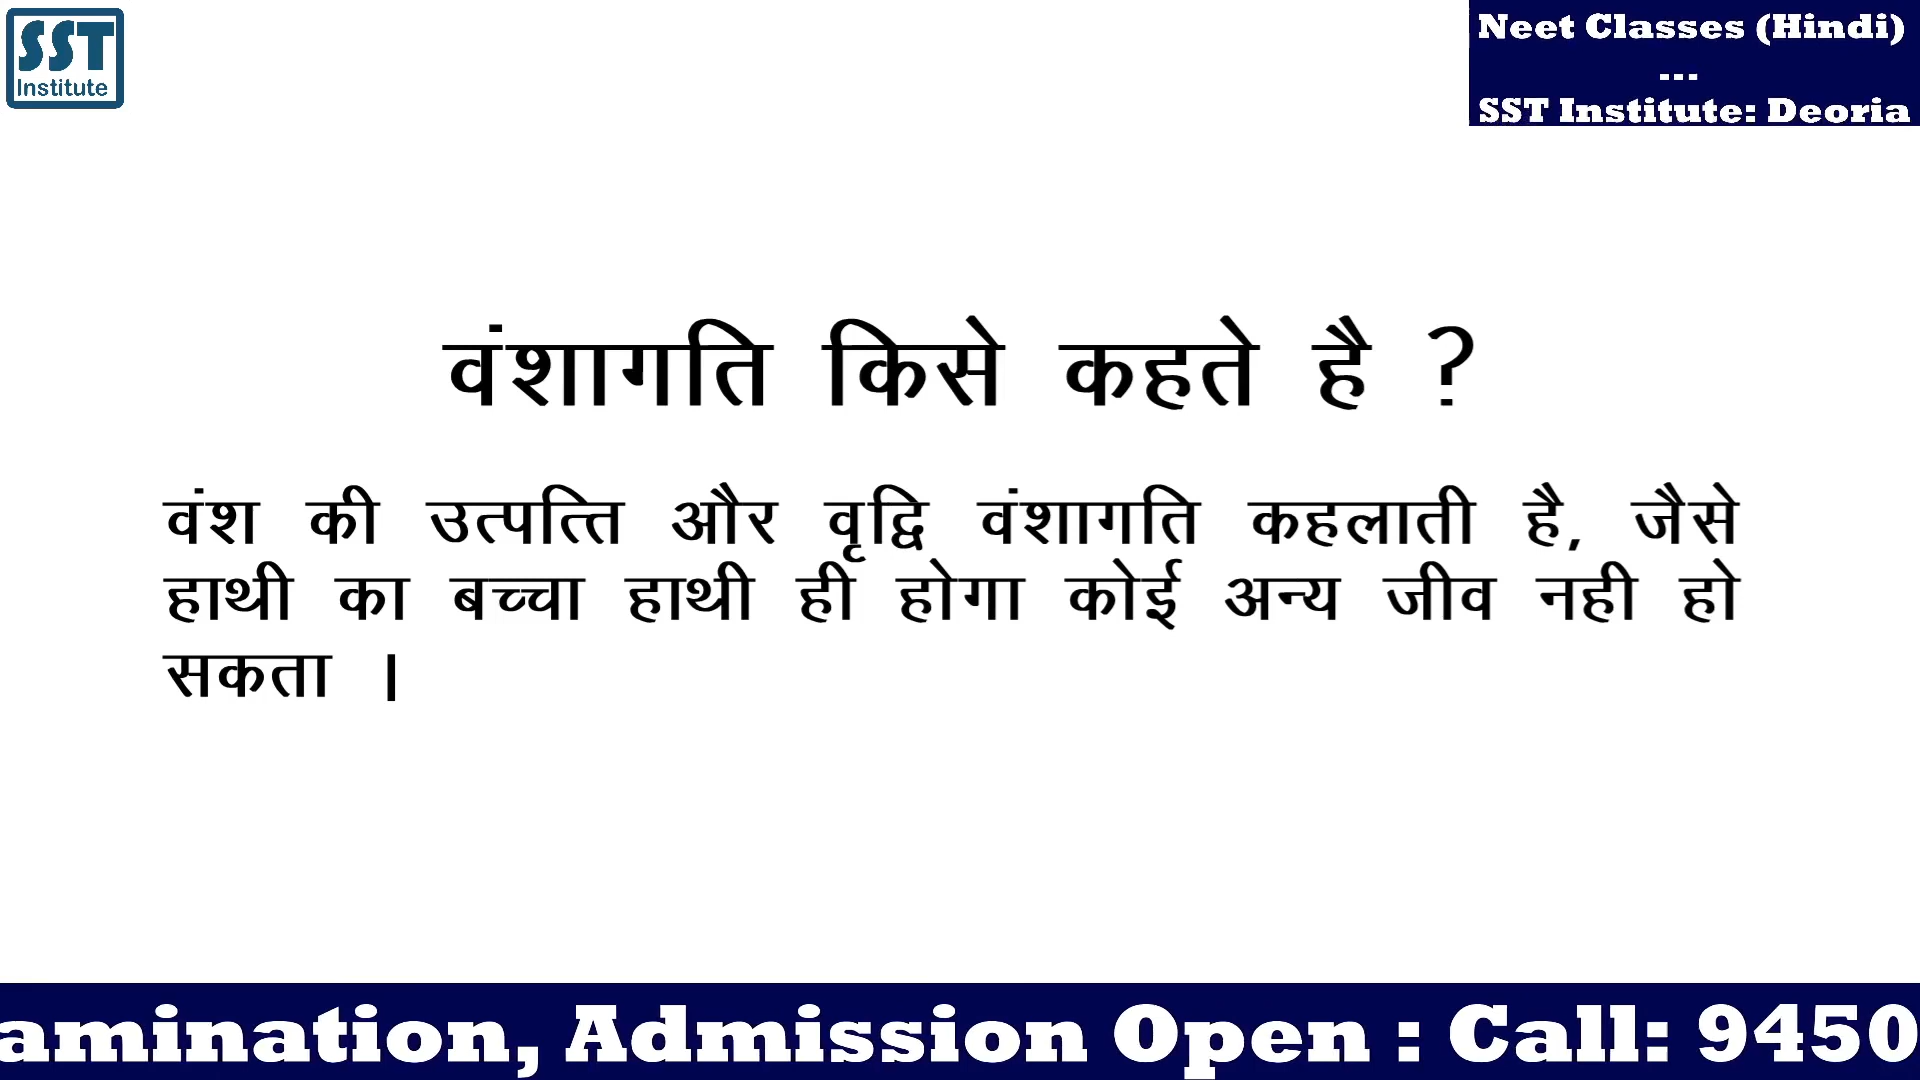 SST
Institute
Neet Classes (Hindi)
---
SST Institute: Deoria
वंशागति किसे कहते है ?
वंश की उत्पत्ति और वृद्वि वंशागति कहलाती है, जैसे
हाथी का बच्चा हाथी ही होगा कोई अन्य जीव नही हो
सकता ।
amination, Admission Open : Call: 9450